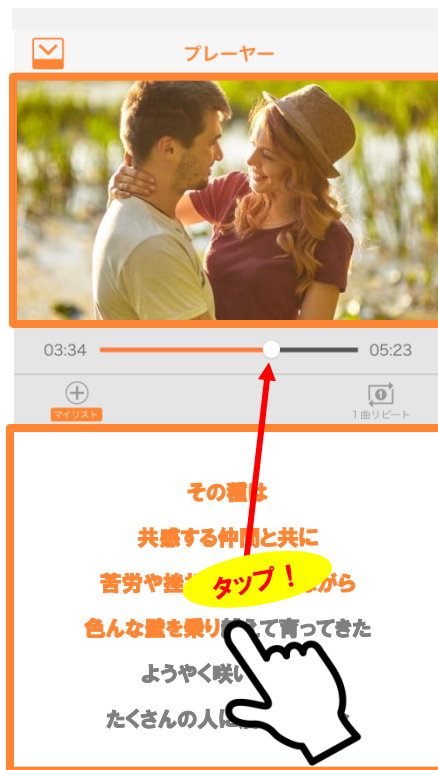 プレーヤー
03:34
05:23
マイリスト
1曲リピート
その種は
共感する仲間と共に
苦労や挫
ながら
タップ！
色んな壁を乗り
えて育ってきた
ようやく咲い
たくさんの人に